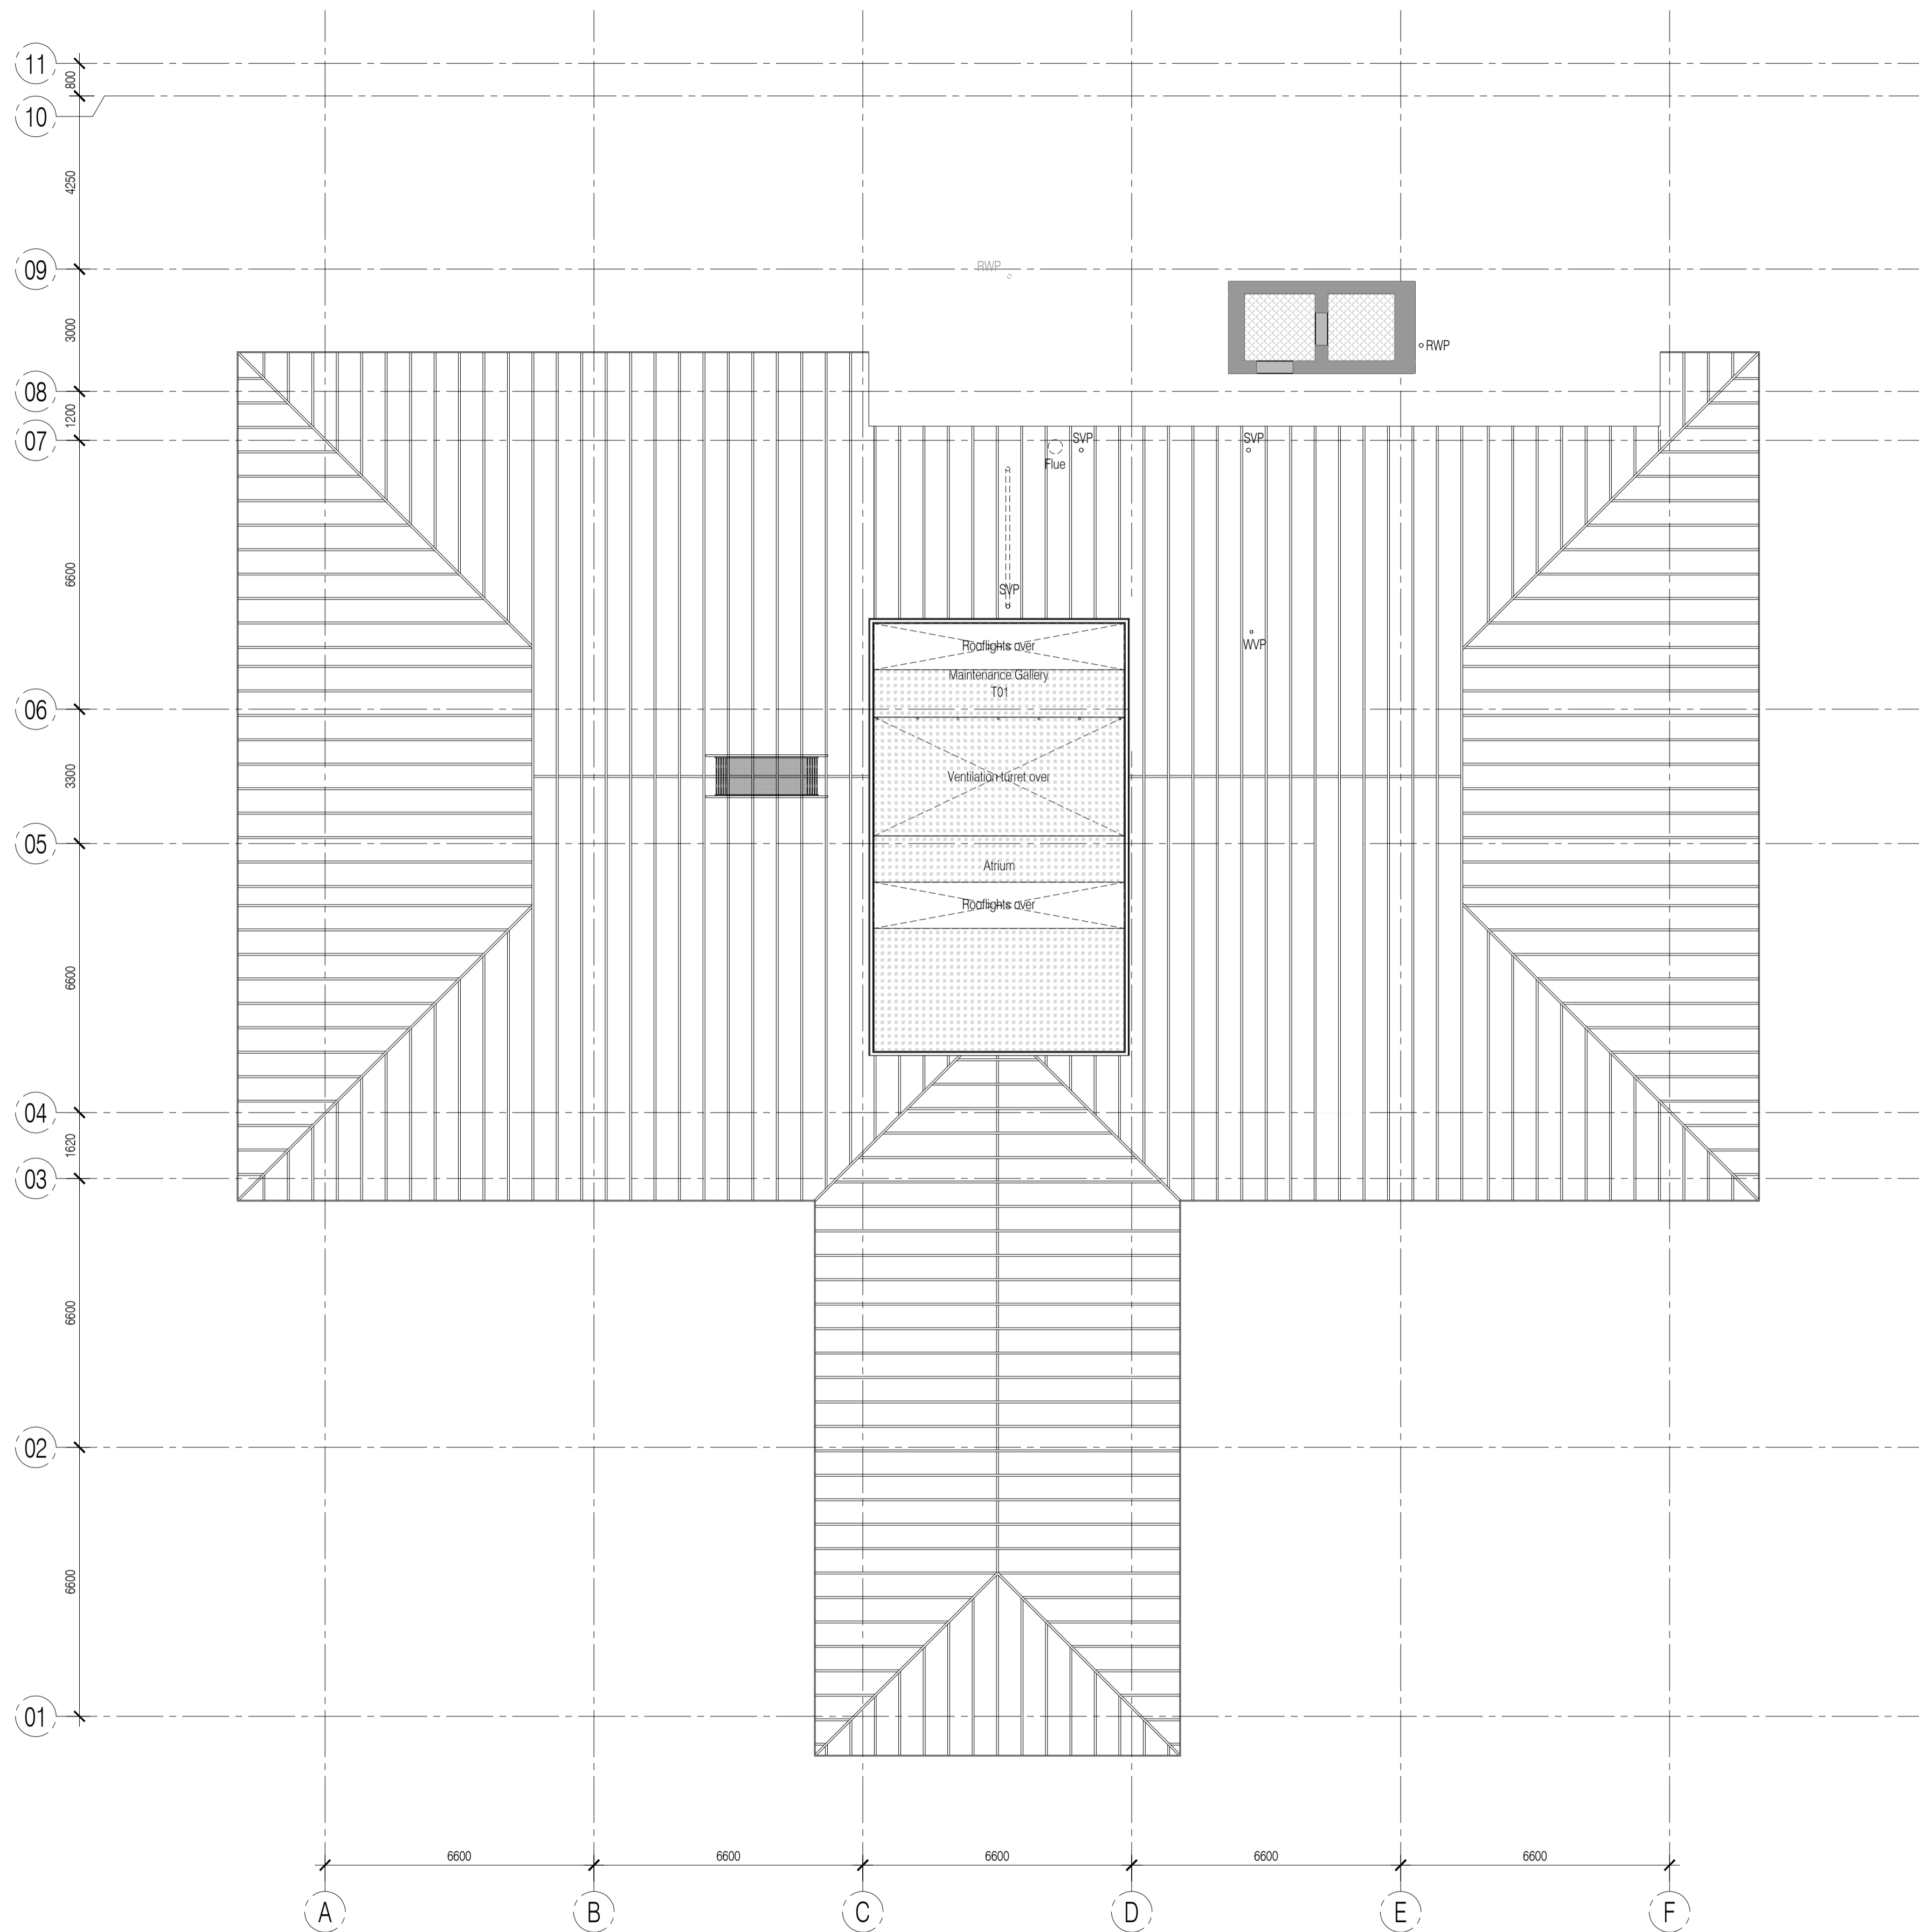 11
800
10
4250
09
RWP
3000
RWP
08
1200
07
SVP
SVP
Flue
6600
SVP
Rooflights over
WVP
Maintenance Gallery
T01
06
3300
Ventilation turret over
05
Atrium
Rooflights over
6600
04
1620
03
6600
02
6600
01
6600
6600
6600
6600
6600
A
B
C
D
E
F